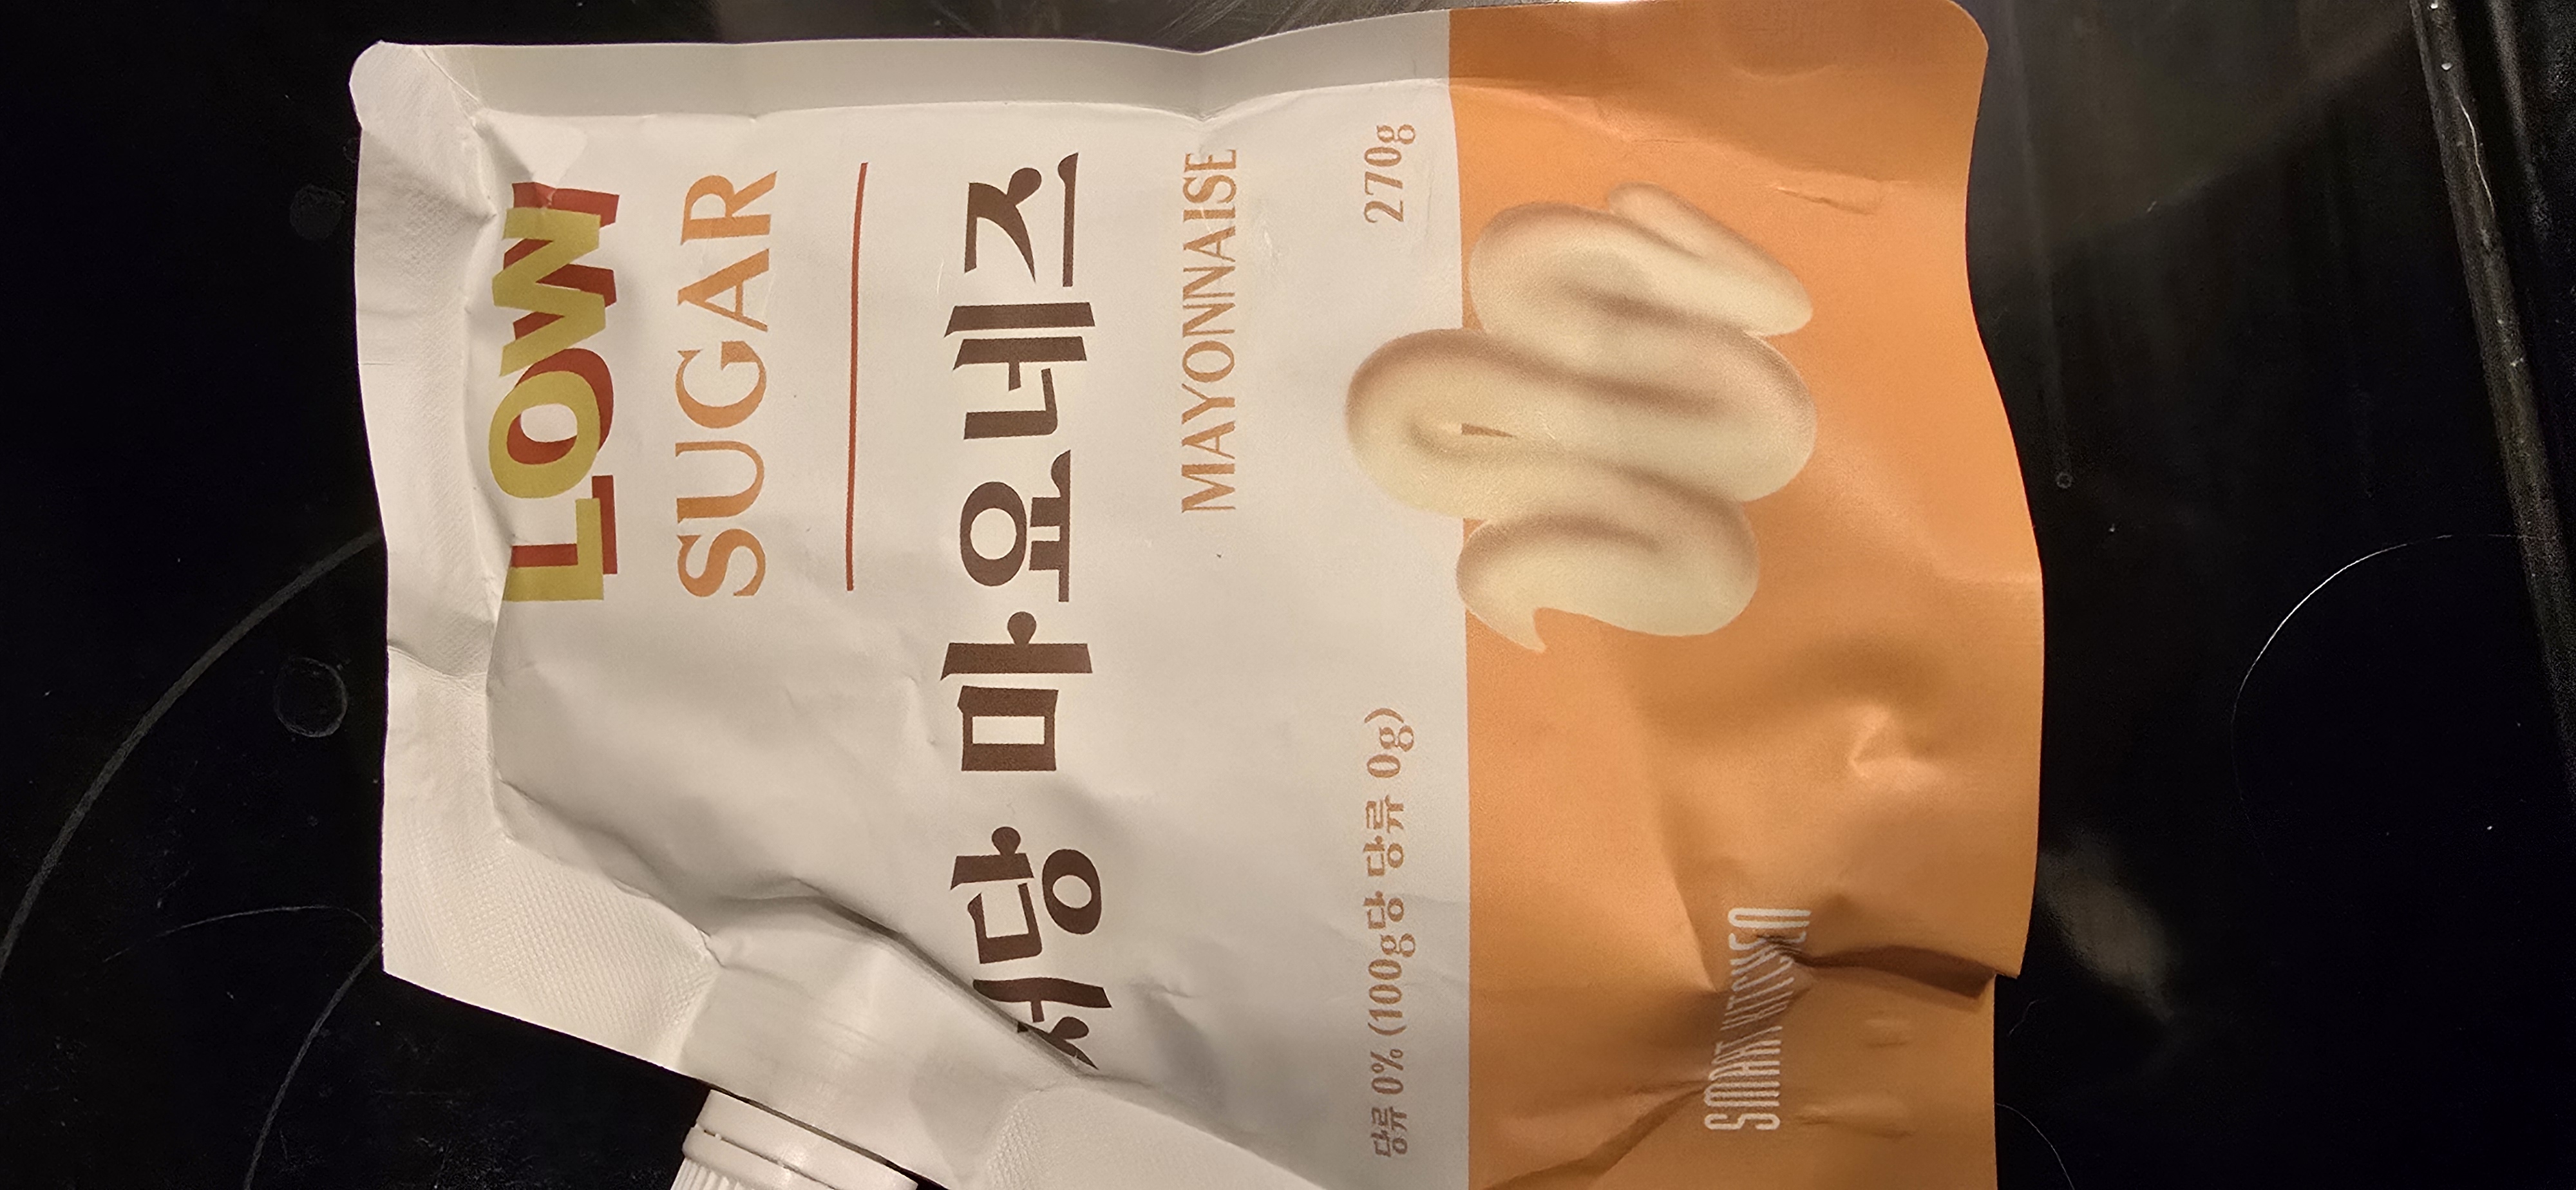 LOW
SUGAR
저당 마요네즈
MAYONNAISE
당류 0% (100g당 당류 0g)
270g
SMART KITCHEN